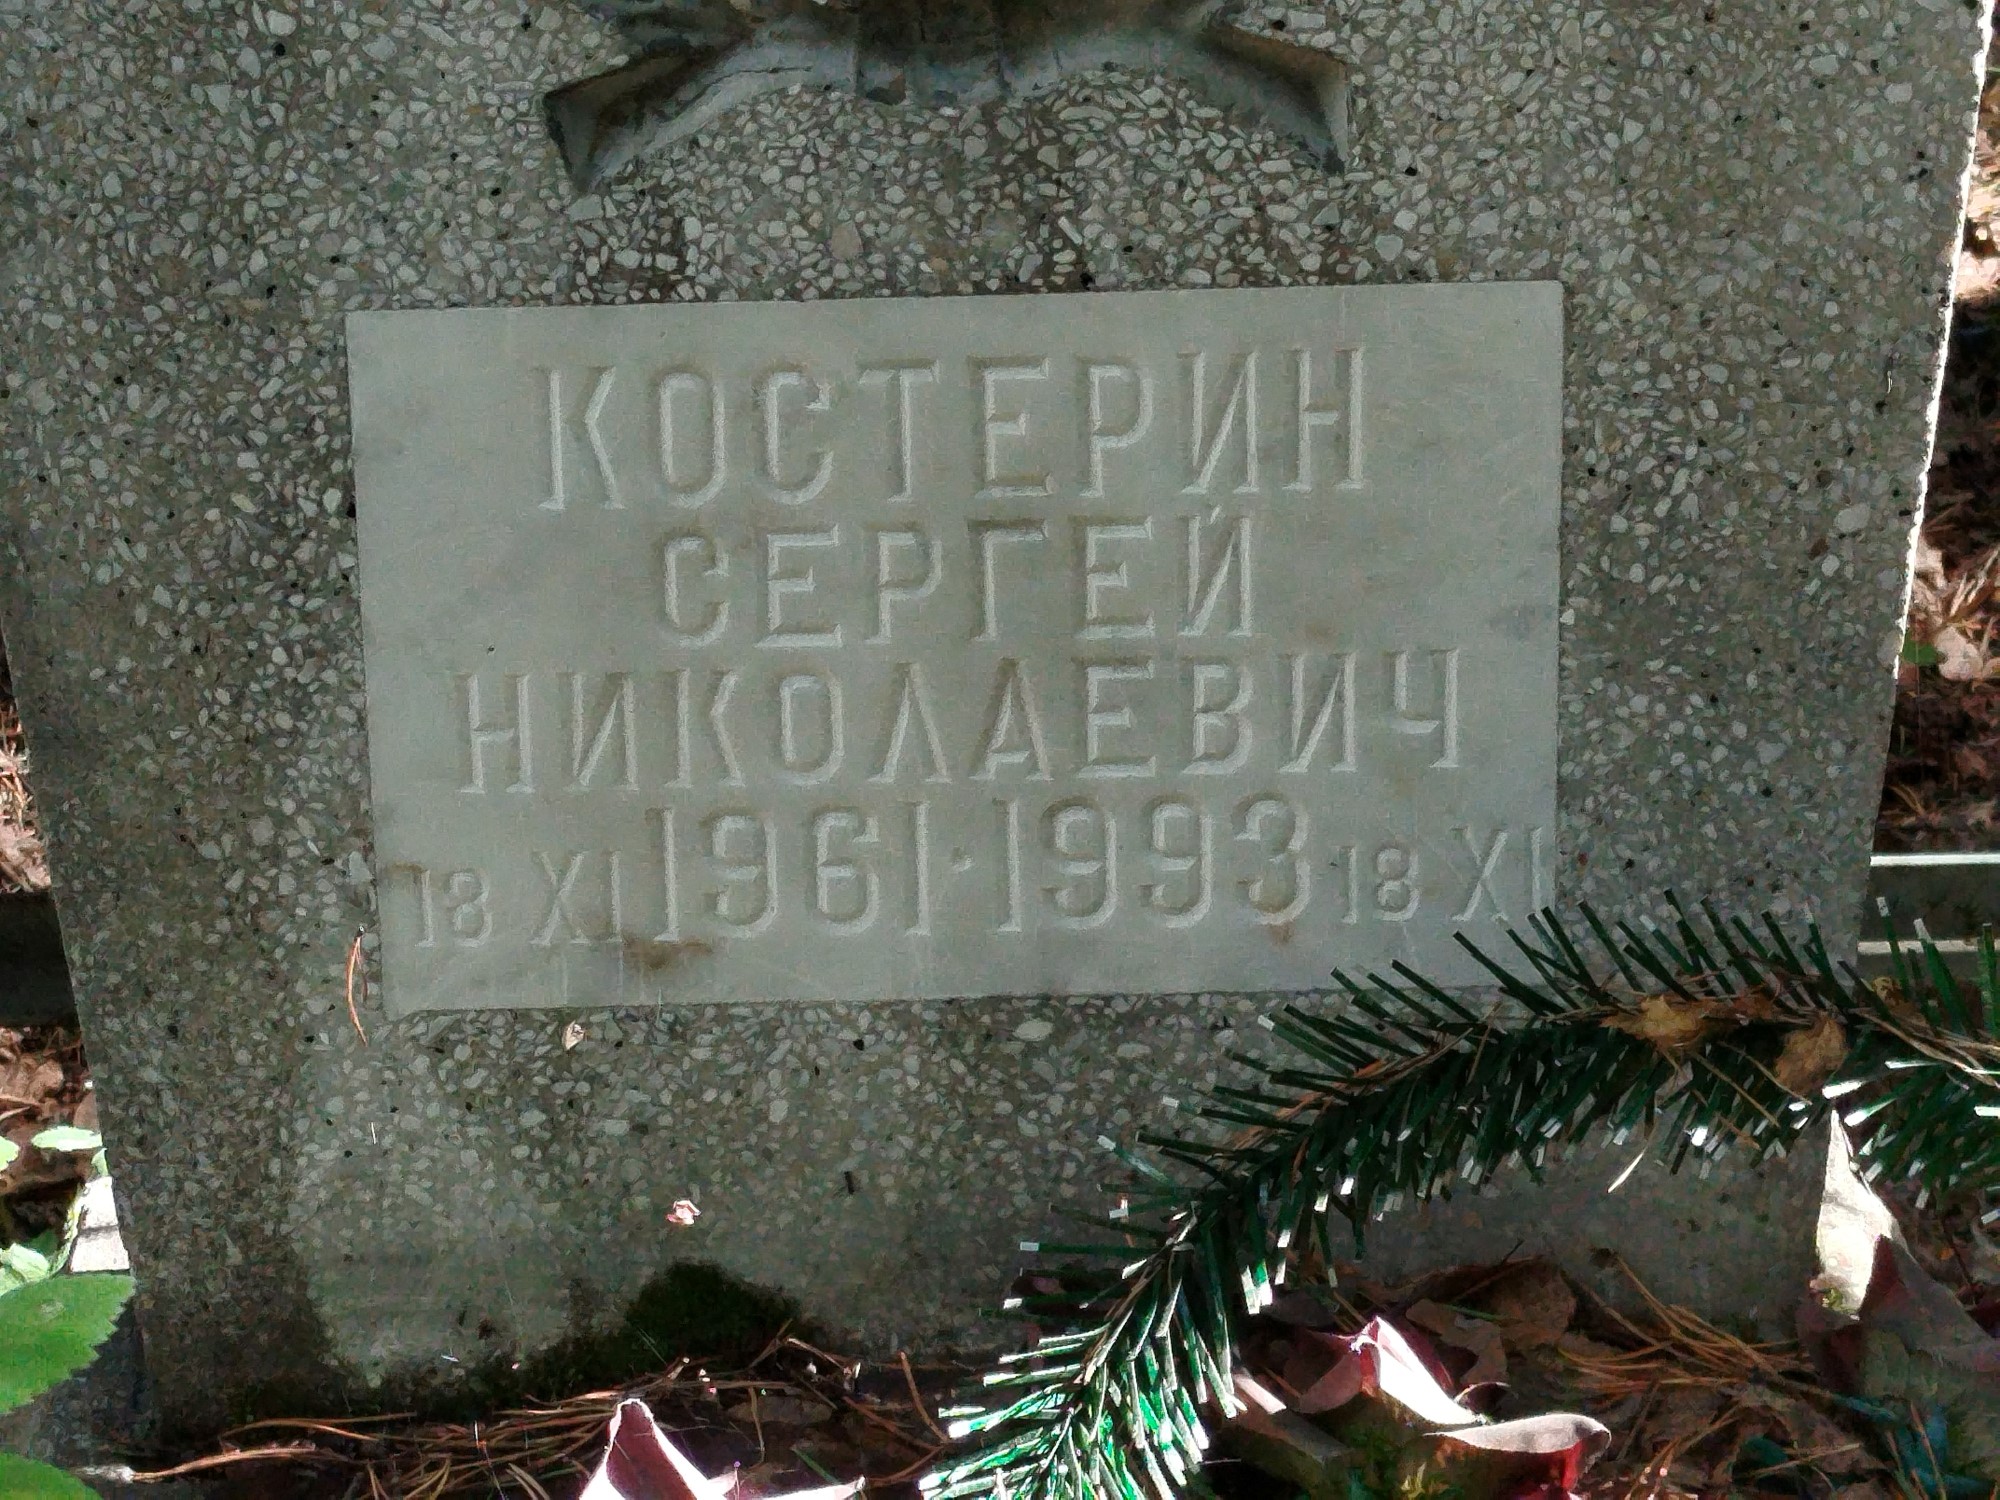 КОСТЕРИН
СЕРГЕЙ
НИКОЛАЕВИЧ
18 XI 1961·1993 18 XI